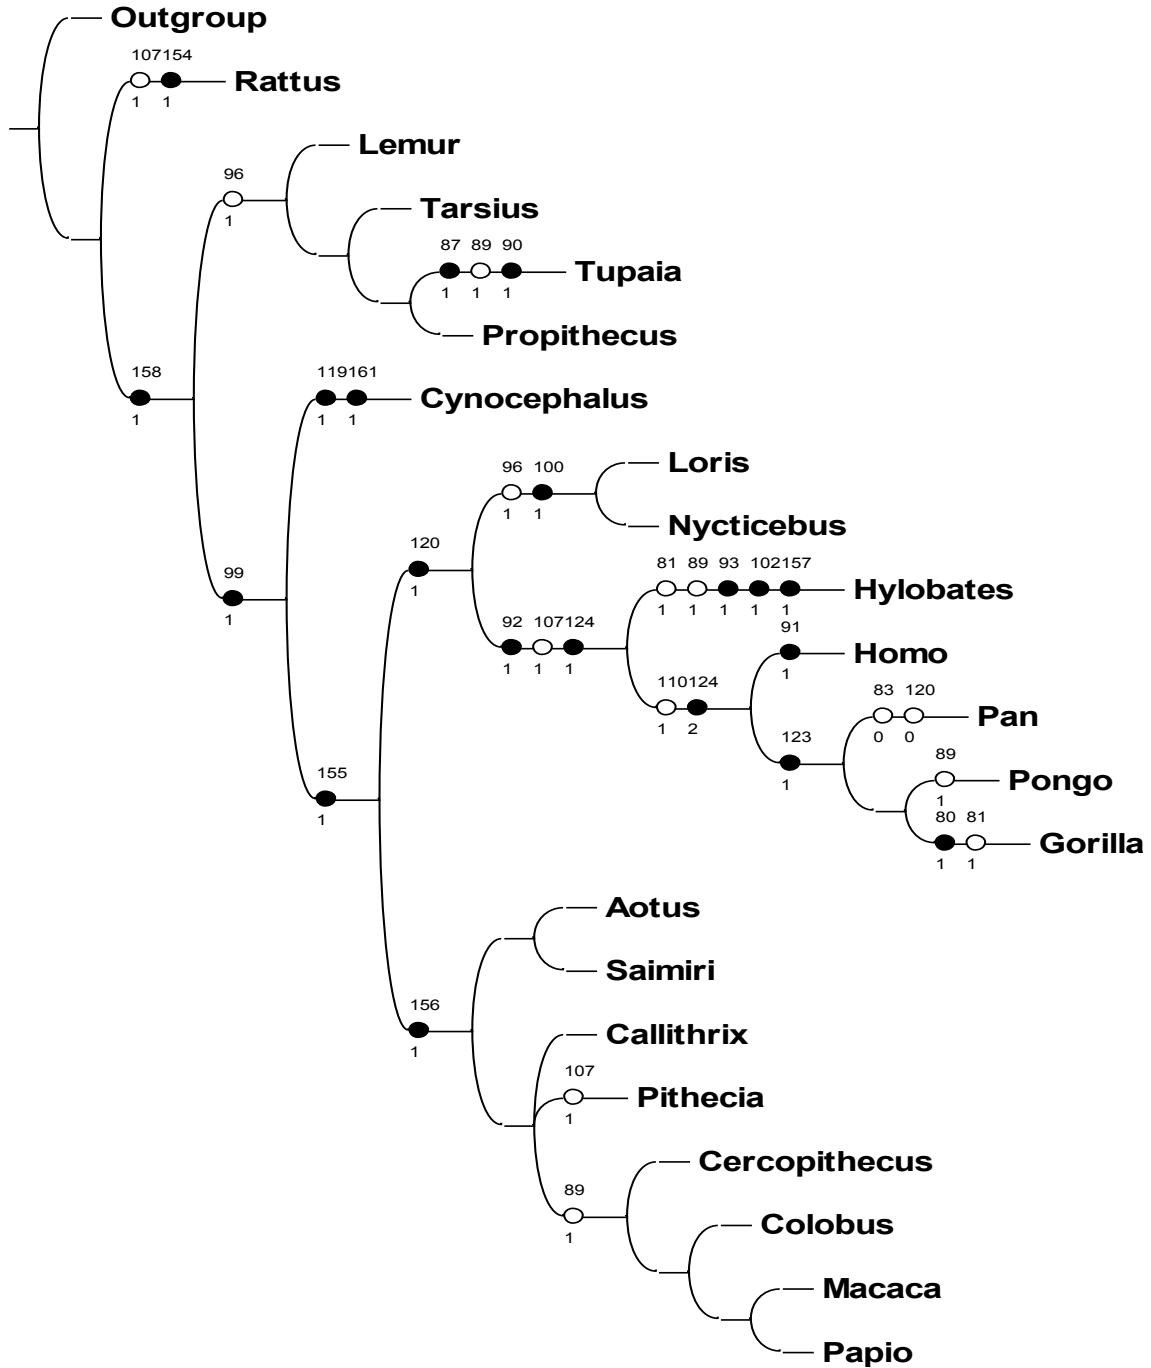 Outgroup
107154
Rattus
1 1
Lemur
96
1
Tarsius
87 89 90
Tupaia
1 1 1
Propithecus
158
1
119161
Cynocephalus
1 1
Loris
96 100
1 1
Nycticebus
120
1
99
1
81 89 93 102157
Hylobates
1 1 1 1 1
92 107124
1 1 1
91
Homo
1
110124
1 2
83 120
Pan
0 0
123
1
89
Pongo
1
80 81
Gorilla
1 1
155
1
Aotus
Saimiri
156
1
Callithrix
107
Pithecia
1
Cercopithecus
89
1
Colobus
Macaca
Papio